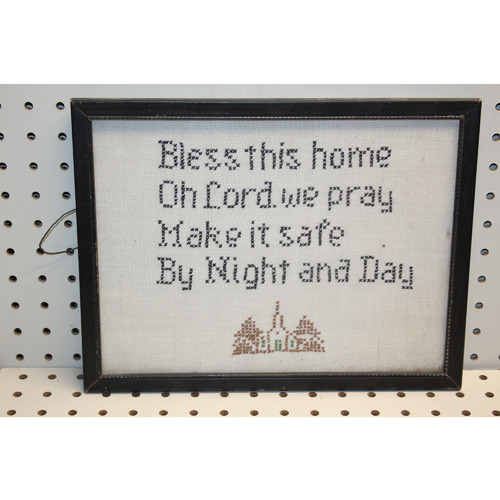 Bless this home
Oh Lord we pray
Make it safe
By Night and Day